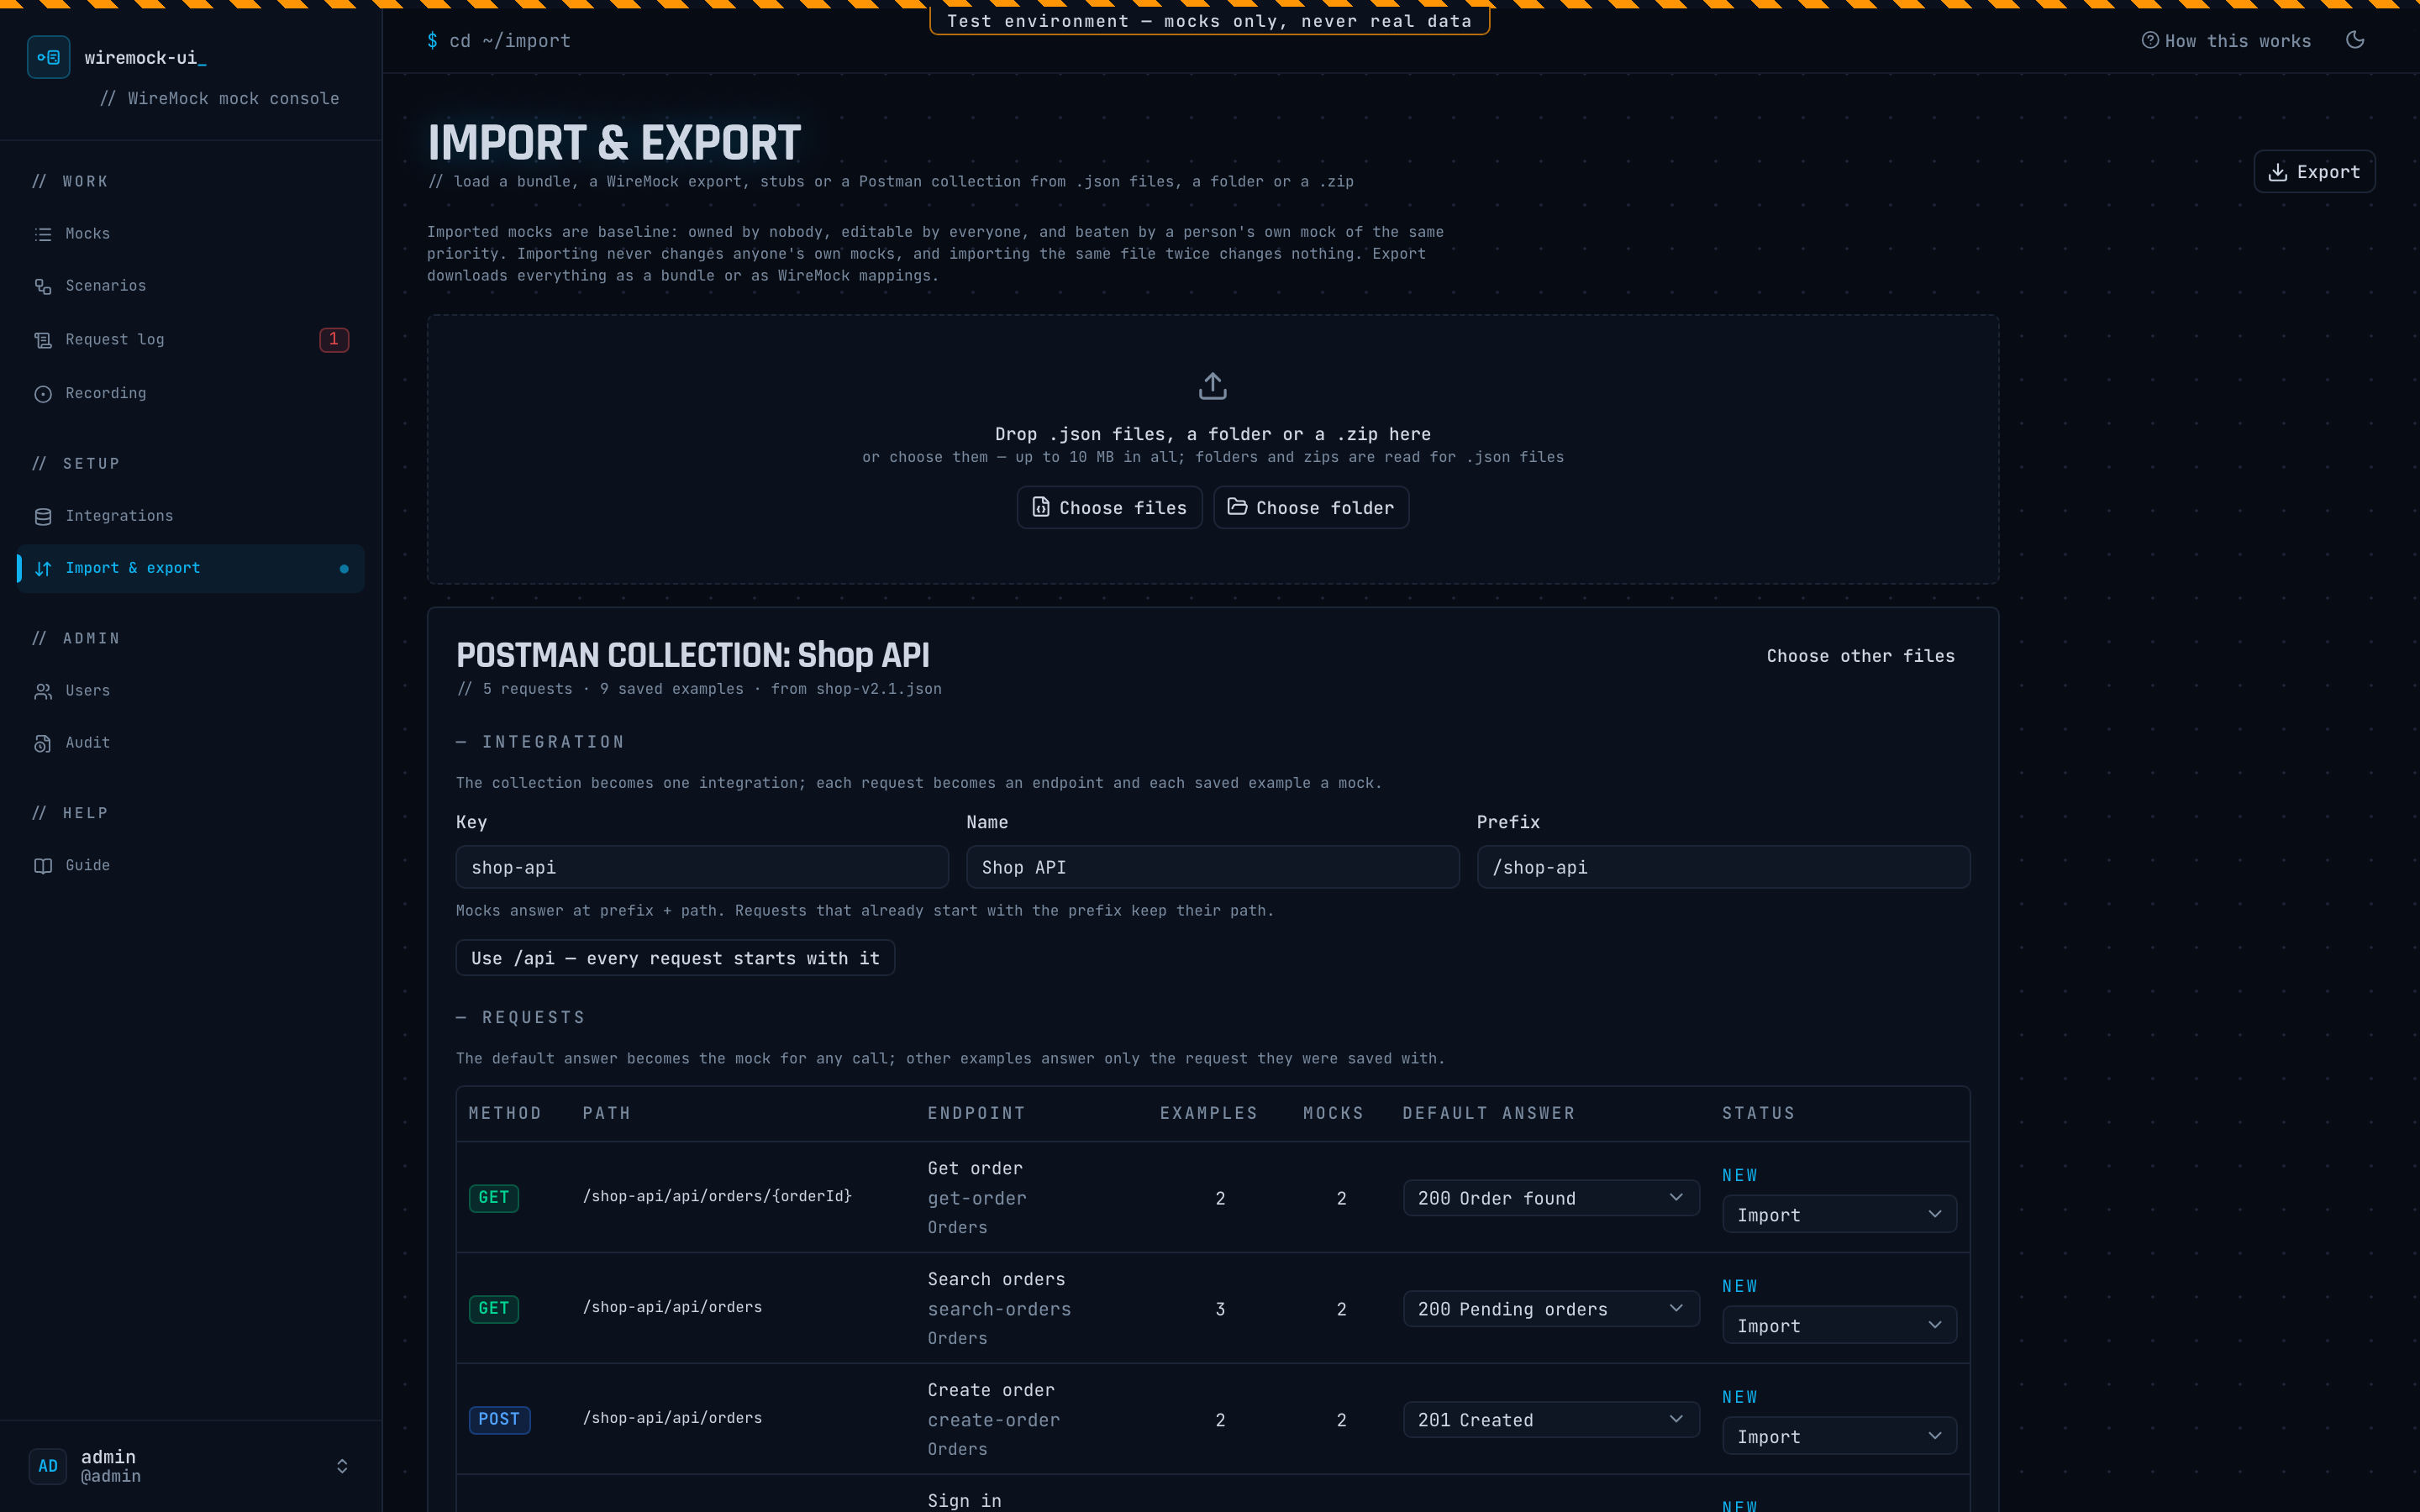 Test environment — mocks only, never real data
wiremock-ui_
// WireMock mock console
$ cd ~/import
How this works
// WORK
Mocks
Scenarios
Request log
1
Recording
// SETUP
Integrations
Import & export
// ADMIN
Users
Audit
// HELP
Guide
AD
admin
@admin
IMPORT & EXPORT
// load a bundle, a WireMock export, stubs or a Postman collection from .json files, a folder or a .zip
Export
Imported mocks are baseline: owned by nobody, editable by everyone, and beaten by a person's own mock of the same
priority. Importing never changes anyone's own mocks, and importing the same file twice changes nothing. Export
downloads everything as a bundle or as WireMock mappings.
Drop .json files, a folder or a .zip here
or choose them — up to 10 MB in all; folders and zips are read for .json files
Choose files
Choose folder
POSTMAN COLLECTION: Shop API
Choose other files
// 5 requests · 9 saved examples · from shop-v2.1.json
— INTEGRATION
The collection becomes one integration; each request becomes an endpoint and each saved example a mock.
Key
Name
Prefix
shop-api
Shop API
/shop-api
Mocks answer at prefix + path. Requests that already start with the prefix keep their path.
Use /api — every request starts with it
— REQUESTS
The default answer becomes the mock for any call; other examples answer only the request they were saved with.
METHOD PATH ENDPOINT EXAMPLES MOCKS DEFAULT ANSWER STATUS
GET /shop-api/api/orders/{orderId}
Get order
get-order
Orders
2 2 200 Order found
NEW
Import
GET /shop-api/api/orders
Search orders
search-orders
Orders
3 2 200 Pending orders
NEW
Import
POST /shop-api/api/orders
Create order
create-order
Orders
2 2 201 Created
NEW
Import
Sign in
NEW